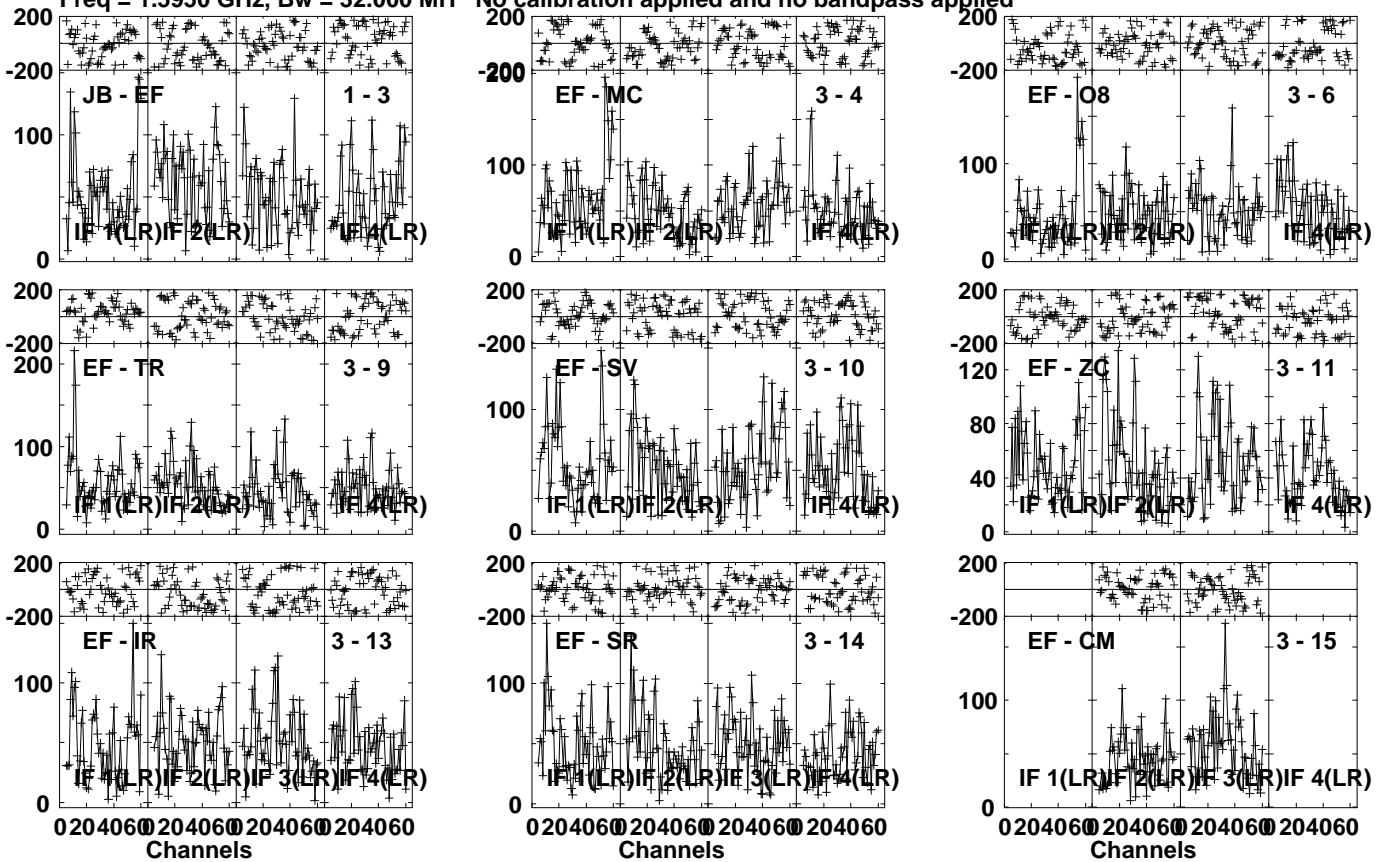 Freq = 1.5950 GHz, Bw = 32.000 MH No calibration applied and no bandpass applied
200
-200
JB - EF 1 - 3
100
0
IF 1(LR) IF 2(LR) IF 4(LR)
-200
200
EF - MC 3 - 4
100
0
IF 1(LR) IF 2(LR) IF 4(LR)
200
-200
EF - O8 3 - 6
100
0
IF 1(LR) IF 2(LR) IF 4(LR)
200
-200
200
EF - TR 3 - 9
100
0
IF 1(LR) IF 2(LR) IF 4(LR)
200
-200
EF - SV 3 - 10
100
0
IF 1(LR) IF 2(LR) IF 4(LR)
200
-200
EF - ZC 3 - 11
120
80
40
0
IF 1(LR) IF 2(LR) IF 4(LR)
200
-200
EF - IR 3 - 13
100
0
IF 1(LR) IF 2(LR) IF 3(LR) IF 4(LR)
0 20 40 60 0 20 40 60 0 20 40 60 0 20 40 60
Channels
200
-200
EF - SR 3 - 14
100
0
IF 1(LR) IF 2(LR) IF 3(LR) IF 4(LR)
0 20 40 60 0 20 40 60 0 20 40 60 0 20 40 60
Channels
200
-200
EF - CM 3 - 15
100
0
IF 1(LR) IF 2(LR) IF 3(LR) IF 4(LR)
0 20 40 60 0 20 40 60 0 20 40 60 0 20 40 60
Channels